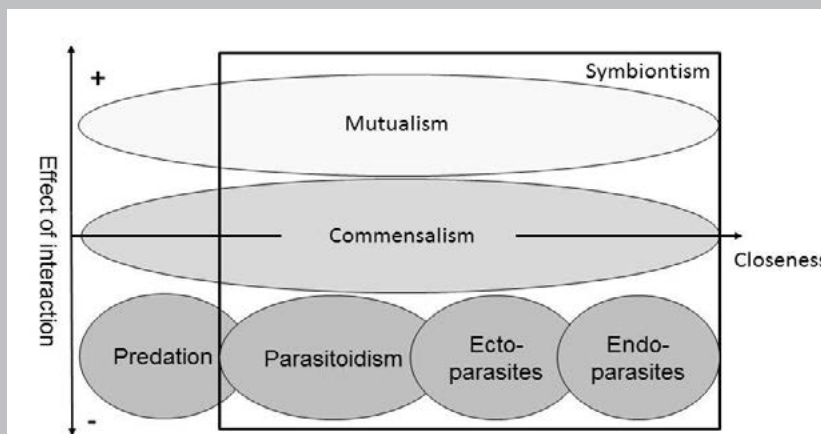 +
Symbiontism
Mutualism
Effect of interaction
Commensalism
Closeness
Predation
Parasitoidism
Ecto-
parasites
Endo-
parasites
-